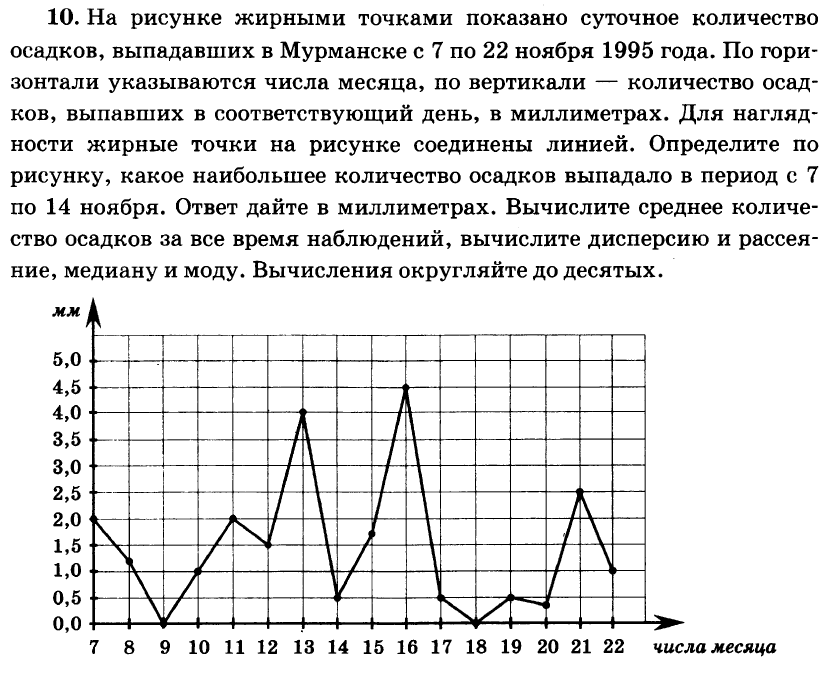 10. На рисунке жирными точками показано суточное количество
осадков, выпадавших в Мурманске с 7 по 22 ноября 1995 года. По гори-
зонтали указываются числа месяца, по вертикали — количество осад-
ков, выпавших в соответствующий день, в миллиметрах. Для нагляд-
ности жирные точки на рисунке соединены линией. Определите по
рисунку, какое наибольшее количество осадков выпадало в период с 7
по 14 ноября. Ответ дайте в миллиметрах. Вычислите среднее количе-
ство осадков за все время наблюдений, вычислите дисперсию и рассея-
ние, медиану и моду. Вычисления округляйте до десятых.
мм
5,0
4,5
4,0
3,5
3,0
2,5
2,0
1,5
1,0
0,5
0,0
7 8 9 10 11 12 13 14 15 16 17 18 19 20 21 22 числа месяца